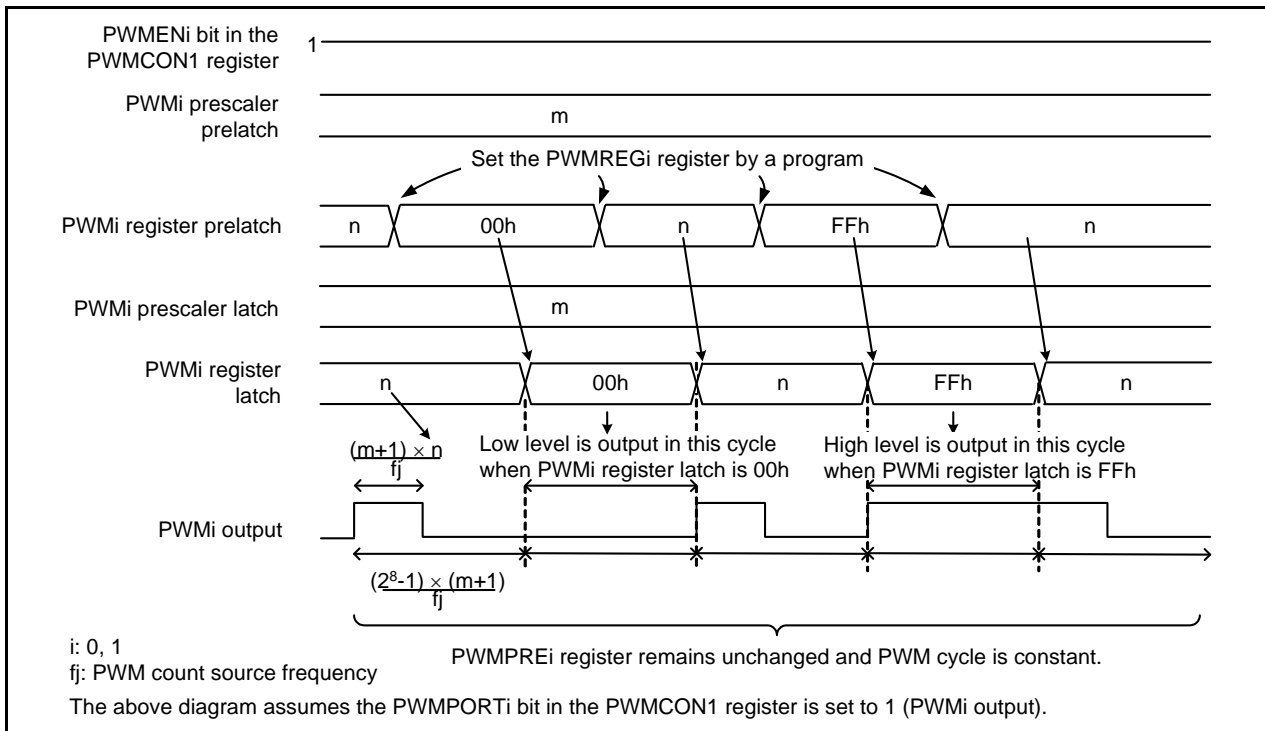 PWMENi bit in the
PWMCON1 register
1
PWMi prescaler
prelatch
m
Set the PWMREGi register by a program
PWMi register prelatch
n
00h
n
FFh
n
PWMi prescaler latch
m
PWMi register
latch
n
00h
n
FFh
n
(m+1) × n
fj
Low level is output in this cycle
when PWMi register latch is 00h
High level is output in this cycle
when PWMi register latch is FFh
PWMi output
(2⁸-1) × (m+1)
fj
PWMPREi register remains unchanged and PWM cycle is constant.
i: 0, 1
fj: PWM count source frequency
The above diagram assumes the PWMPORTi bit in the PWMCON1 register is set to 1 (PWMi output).